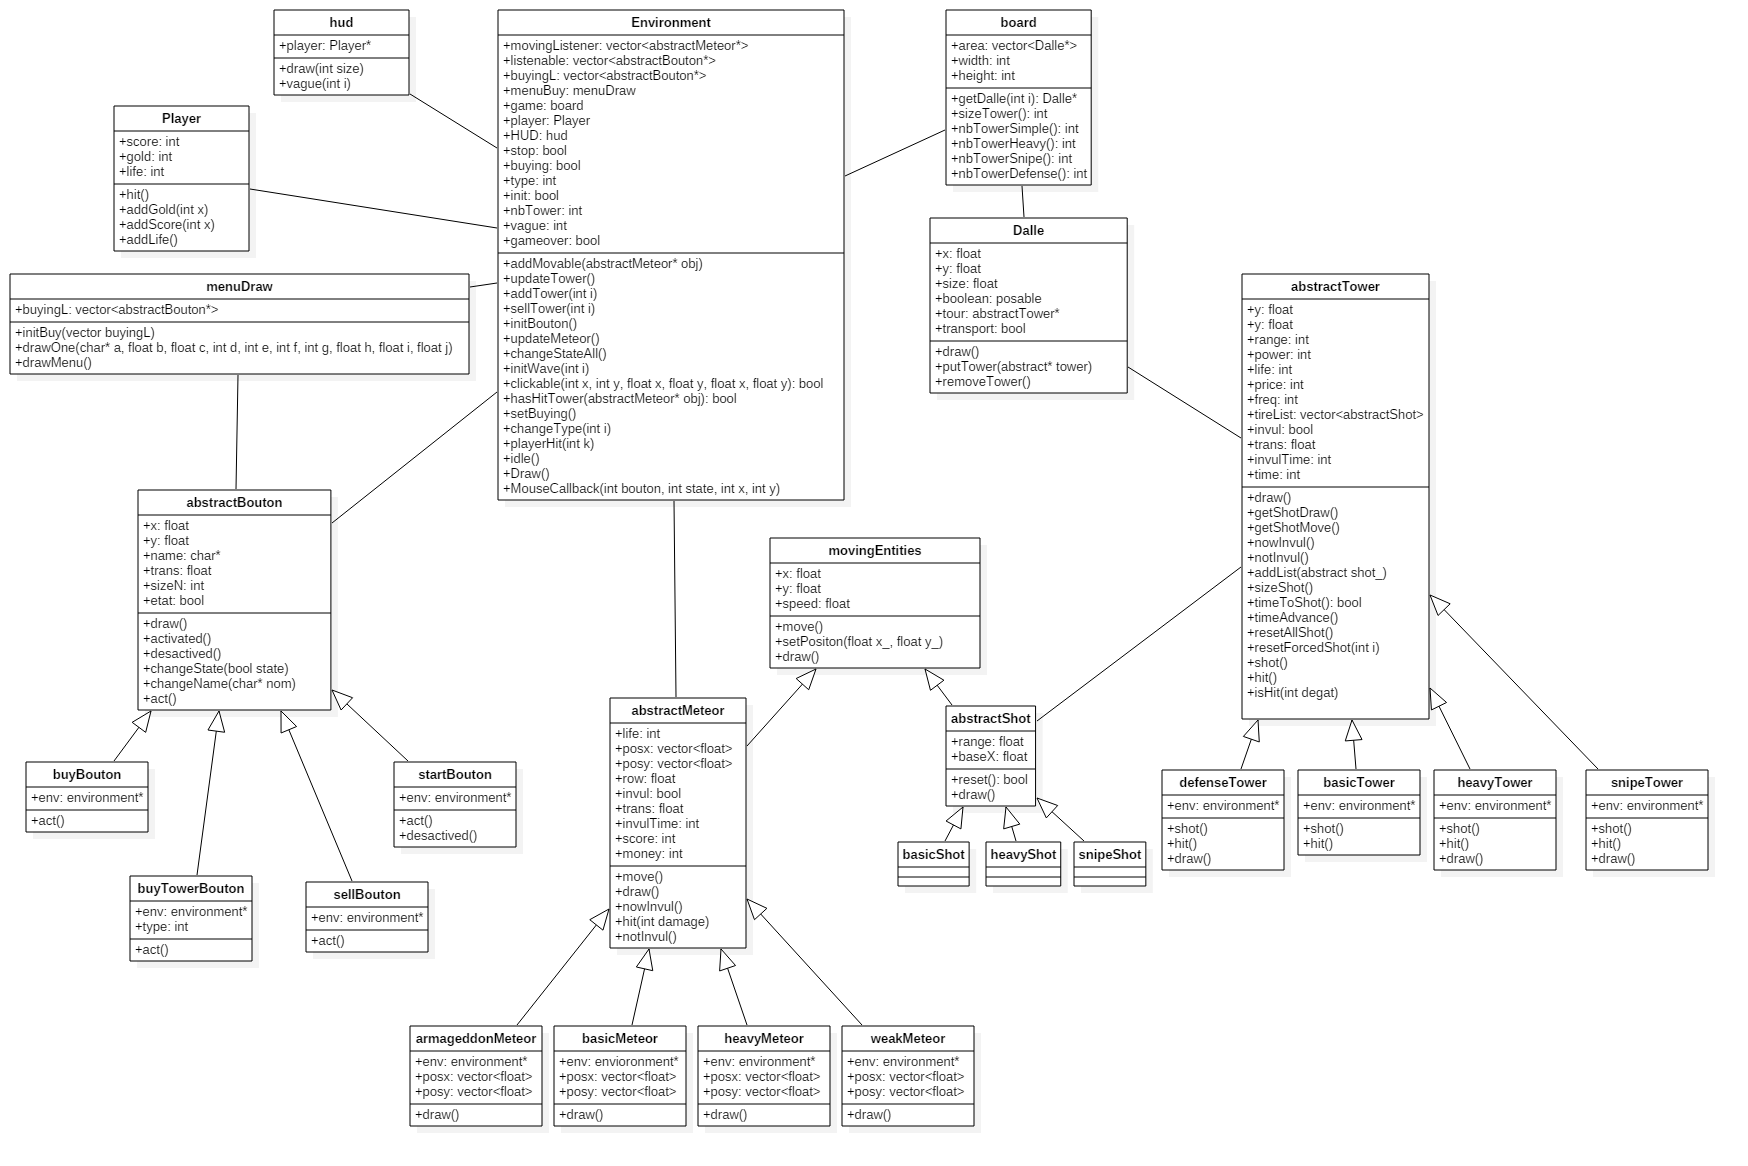 hud
+player: Player*
+draw(int size)
+vague(int i)
Environment
+movingListener: vector<abstractMeteor*>
+listenable: vector<abstractBouton*>
+buyingL: vector<abstractBouton*>
+menuBuy: menuDraw
+game: board
+player: Player
+HUD: hud
+stop: bool
+buying: bool
+type: int
+init: bool
+nbTower: int
+vague: int
+gameover: bool
+addMovable(abstractMeteor* obj)
+updateTower()
+addTower(int i)
+sellTower(int i)
+initBouton()
+updateMeteor()
+changeStateAll()
+initWave(int i)
+clickable(int x, int y, float x, float y, float x, float y): bool
+hasHitTower(abstractMeteor* obj): bool
+setBuying()
+changeType(int i)
+playerHit(int k)
+idle()
+Draw()
+MouseCallback(int bouton, int state, int x, int y)
board
+area: vector<Dalle*>
+width: int
+height: int
+getDalle(int i): Dalle*
+sizeTower(): int
+nbTowerSimple(): int
+nbTowerHeavy(): int
+nbTowerSnipe(): int
+nbTowerDefense(): int
Player
+score: int
+gold: int
+life: int
+hit()
+addGold(int x)
+addScore(int x)
+addLife()
Dalle
+x: float
+y: float
+size: float
+boolean: posable
+tour: abstractTower*
+transport: bool
+draw()
+putTower(abstract* tower)
+removeTower()
menuDraw
+buyingL: vector<abstractBouton*>
+initBuy(vector buyingL)
+drawOne(char* a, float b, float c, int d, int e, int f, int g, float h, float i, float j)
+drawMenu()
abstractTower
+y: float
+y: float
+range: int
+power: int
+life: int
+price: int
+freq: int
+tireList: vector<abstractShot>
+invul: bool
+trans: float
+invulTime: int
+time: int
+draw()
+getShotDraw()
+getShotMove()
+nowInvul()
+notInvul()
+addList(abstract shot_)
+sizeShot()
+timeToShot(): bool
+timeAdvance()
+resetAllShot()
+resetForcedShot(int i)
+shot()
+hit()
+isHit(int degat)
abstractBouton
+x: float
+y: float
+name: char*
+trans: float
+sizeN: int
+etat: bool
+draw()
+activated()
+desactived()
+changeState(bool state)
+changeName(char* nom)
+act()
movingEntities
+x: float
+y: float
+speed: float
+move()
+setPositon(float x_, float y_)
+draw()
abstractMeteor
+life: int
+posx: vector<float>
+posy: vector<float>
+row: float
+invul: bool
+trans: float
+invulTime: int
+score: int
+money: int
+move()
+draw()
+nowInvul()
+hit(int damage)
+notInvul()
abstractShot
+range: float
+baseX: float
+reset(): bool
+draw()
buyBouton
+env: environment*
+act()
startBouton
+env: environment*
+act()
+desactived()
defenseTower
+env: environment*
+shot()
+hit()
+draw()
basicTower
+env: environment*
+shot()
+hit()
heavyTower
+env: environment*
+shot()
+hit()
+draw()
snipeTower
+env: environment*
+shot()
+hit()
+draw()
basicShot
heavyShot
snipeShot
buyTowerBouton
+env: environment*
+type: int
+act()
sellBouton
+env: environment*
+act()
armageddonMeteor
+env: environment*
+posx: vector<float>
+posy: vector<float>
+draw()
basicMeteor
+env: envioronment*
+posx: vector<float>
+posy: vector<float>
+draw()
heavyMeteor
+env: environment*
+posx: vector<float>
+posy: vector<float>
+draw()
weakMeteor
+env: environment*
+posx: vector<float>
+posy: vector<float>
+draw()